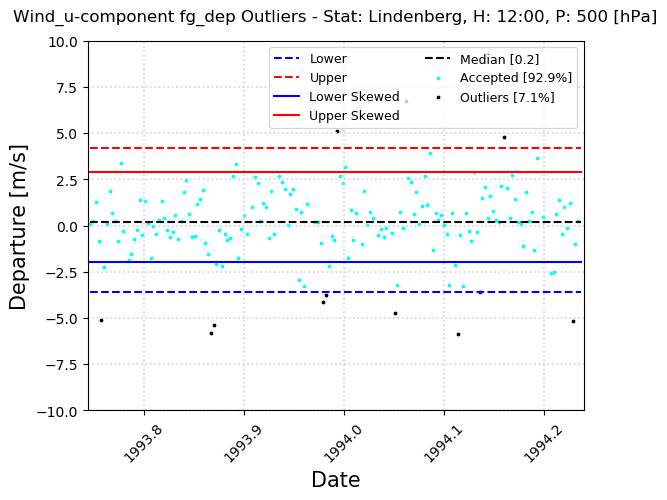 Wind_u-component fg_dep Outliers - Stat: Lindenberg, H: 12:00, P: 500 [hPa]
Lower
Upper
Lower Skewed
Upper Skewed
Median [0.2]
Accepted [92.9%]
Outliers [7.1%]
Departure [m/s]
10.0
7.5
5.0
2.5
0.0
−2.5
−5.0
−7.5
−10.0
1993.8
1993.9
1994.0
1994.1
1994.2
Date